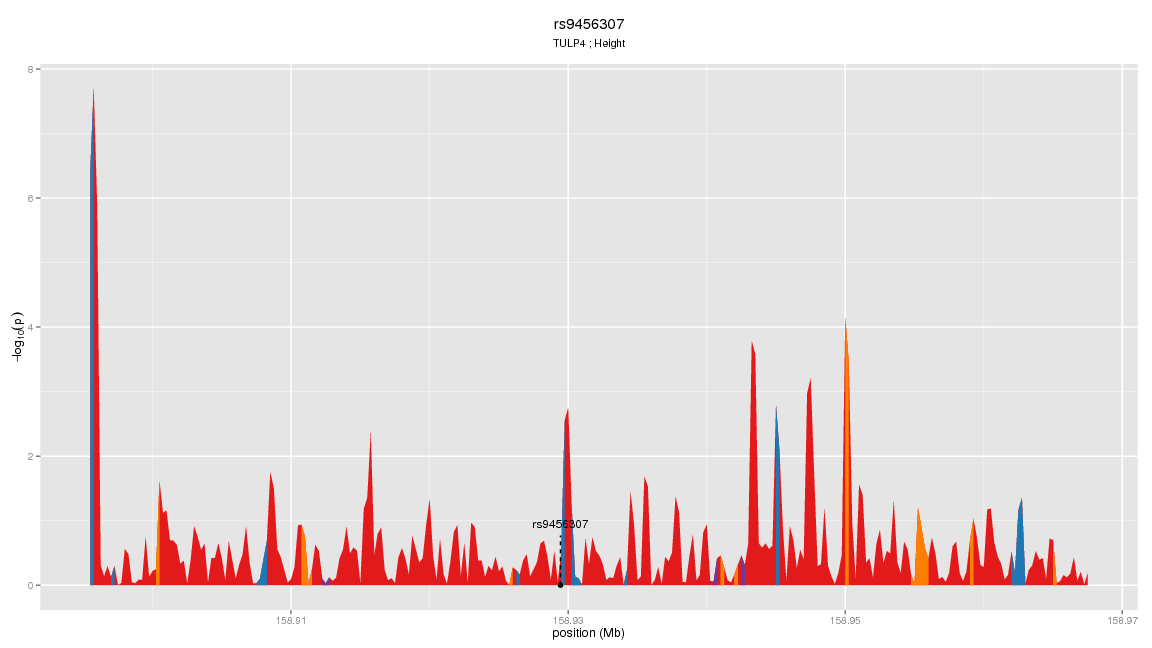 rs9456307
TULP4 ; Height
8
6
4
2
0
−log10(p)
rs9456307
158.91
158.93
158.95
158.97
position (Mb)